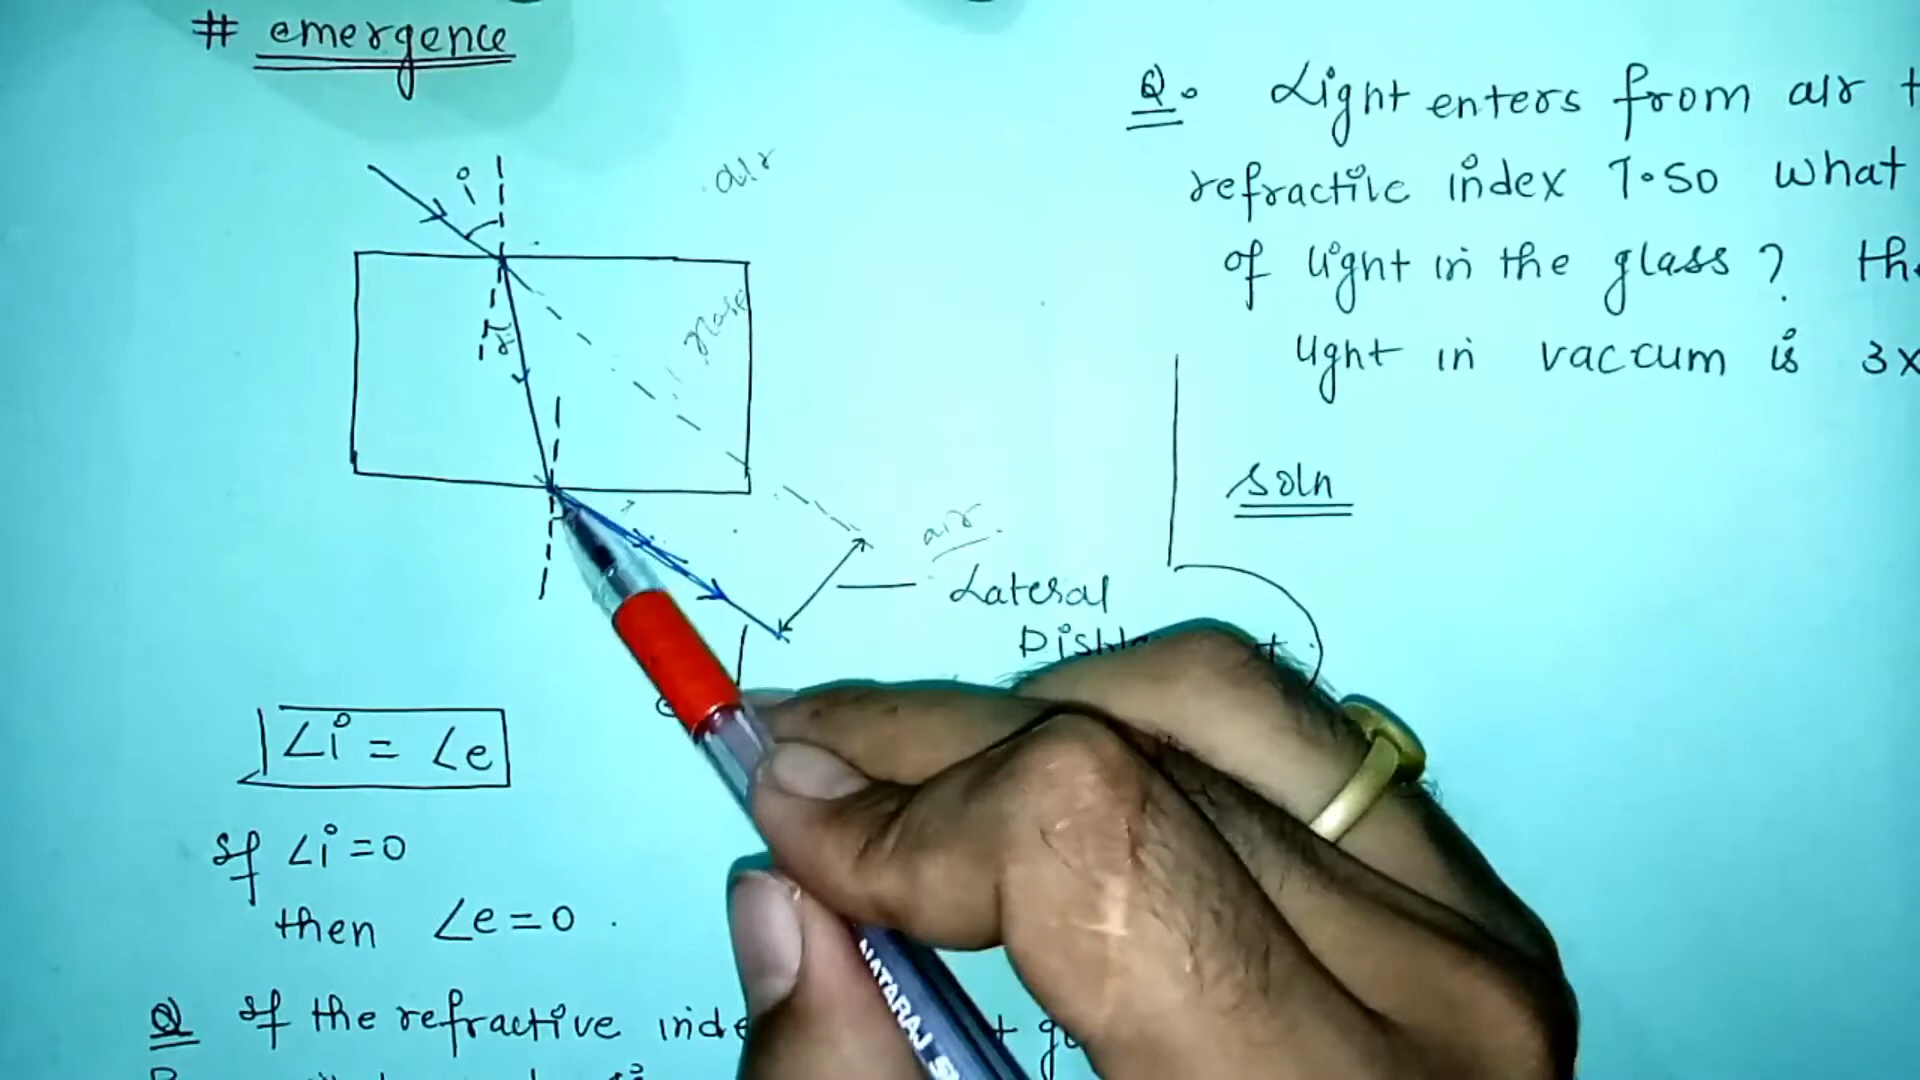 # emergence
i
air
r
glass
air
Lateral
∠i = ∠e
If ∠i = 0
then ∠e = 0 .
Q If the refractive
Q. Light enters from air
refractive index 1.50 what
of light in the glass ?
light in vaccum is 3x
soln
NATARAJ